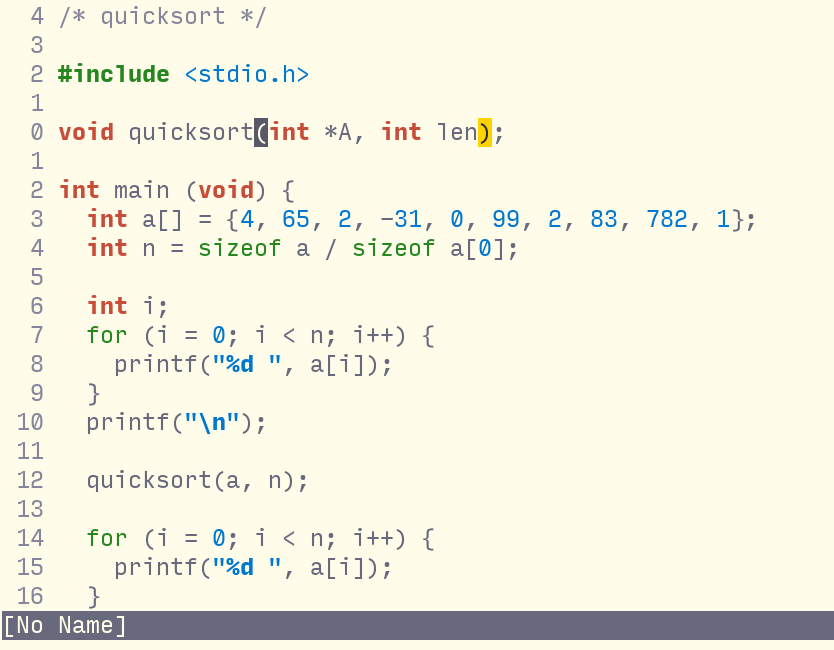 4 /* quicksort */
3
2 #include <stdio.h>
1
0 void quicksort(int *A, int len);
1
2 int main (void) {
3   int a[] = {4, 65, 2, -31, 0, 99, 2, 83, 782, 1};
4   int n = sizeof a / sizeof a[0];
5
6   int i;
7   for (i = 0; i < n; i++) {
8     printf("%d ", a[i]);
9   }
10   printf("\n");
11
12   quicksort(a, n);
13
14   for (i = 0; i < n; i++) {
15     printf("%d ", a[i]);
16   }
[No Name]